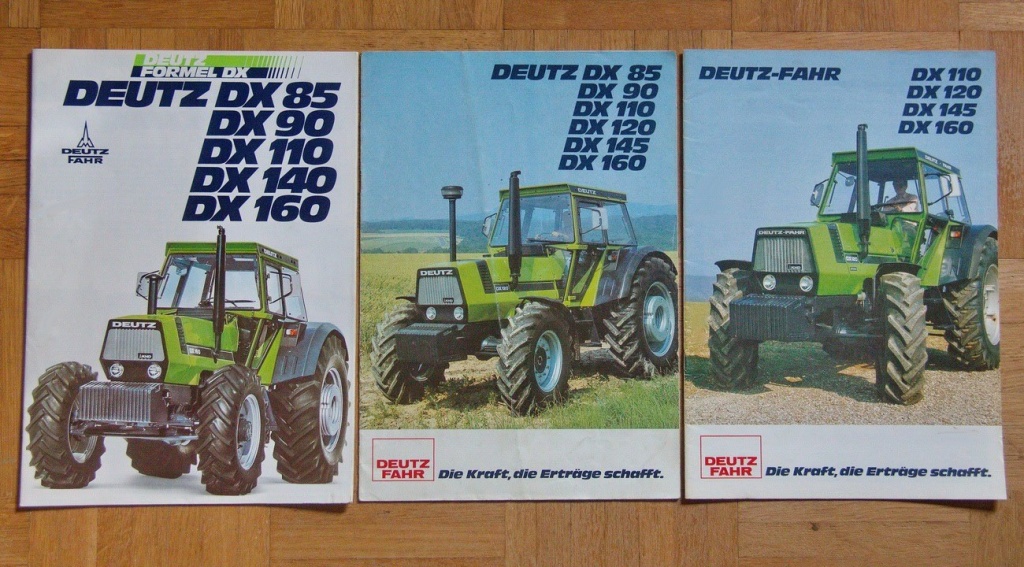 DEUTZ
FORMEL DX
DEUTZ DX 85
DX 90
DX 110
DX 140
DX 160
DEUTZ
FAHR
DEUTZ
DEUTZ DX 85
DX 90
DX 110
DX 120
DX 145
DX 160
DEUTZ
DEUTZ
DEUTZ
FAHR
Die Kraft, die Erträge schafft.
DEUTZ-FAHR
DX 110
DX 120
DX 145
DX 160
DEUTZ-FAHR
DEUTZ
FAHR
Die Kraft, die Erträge schafft.